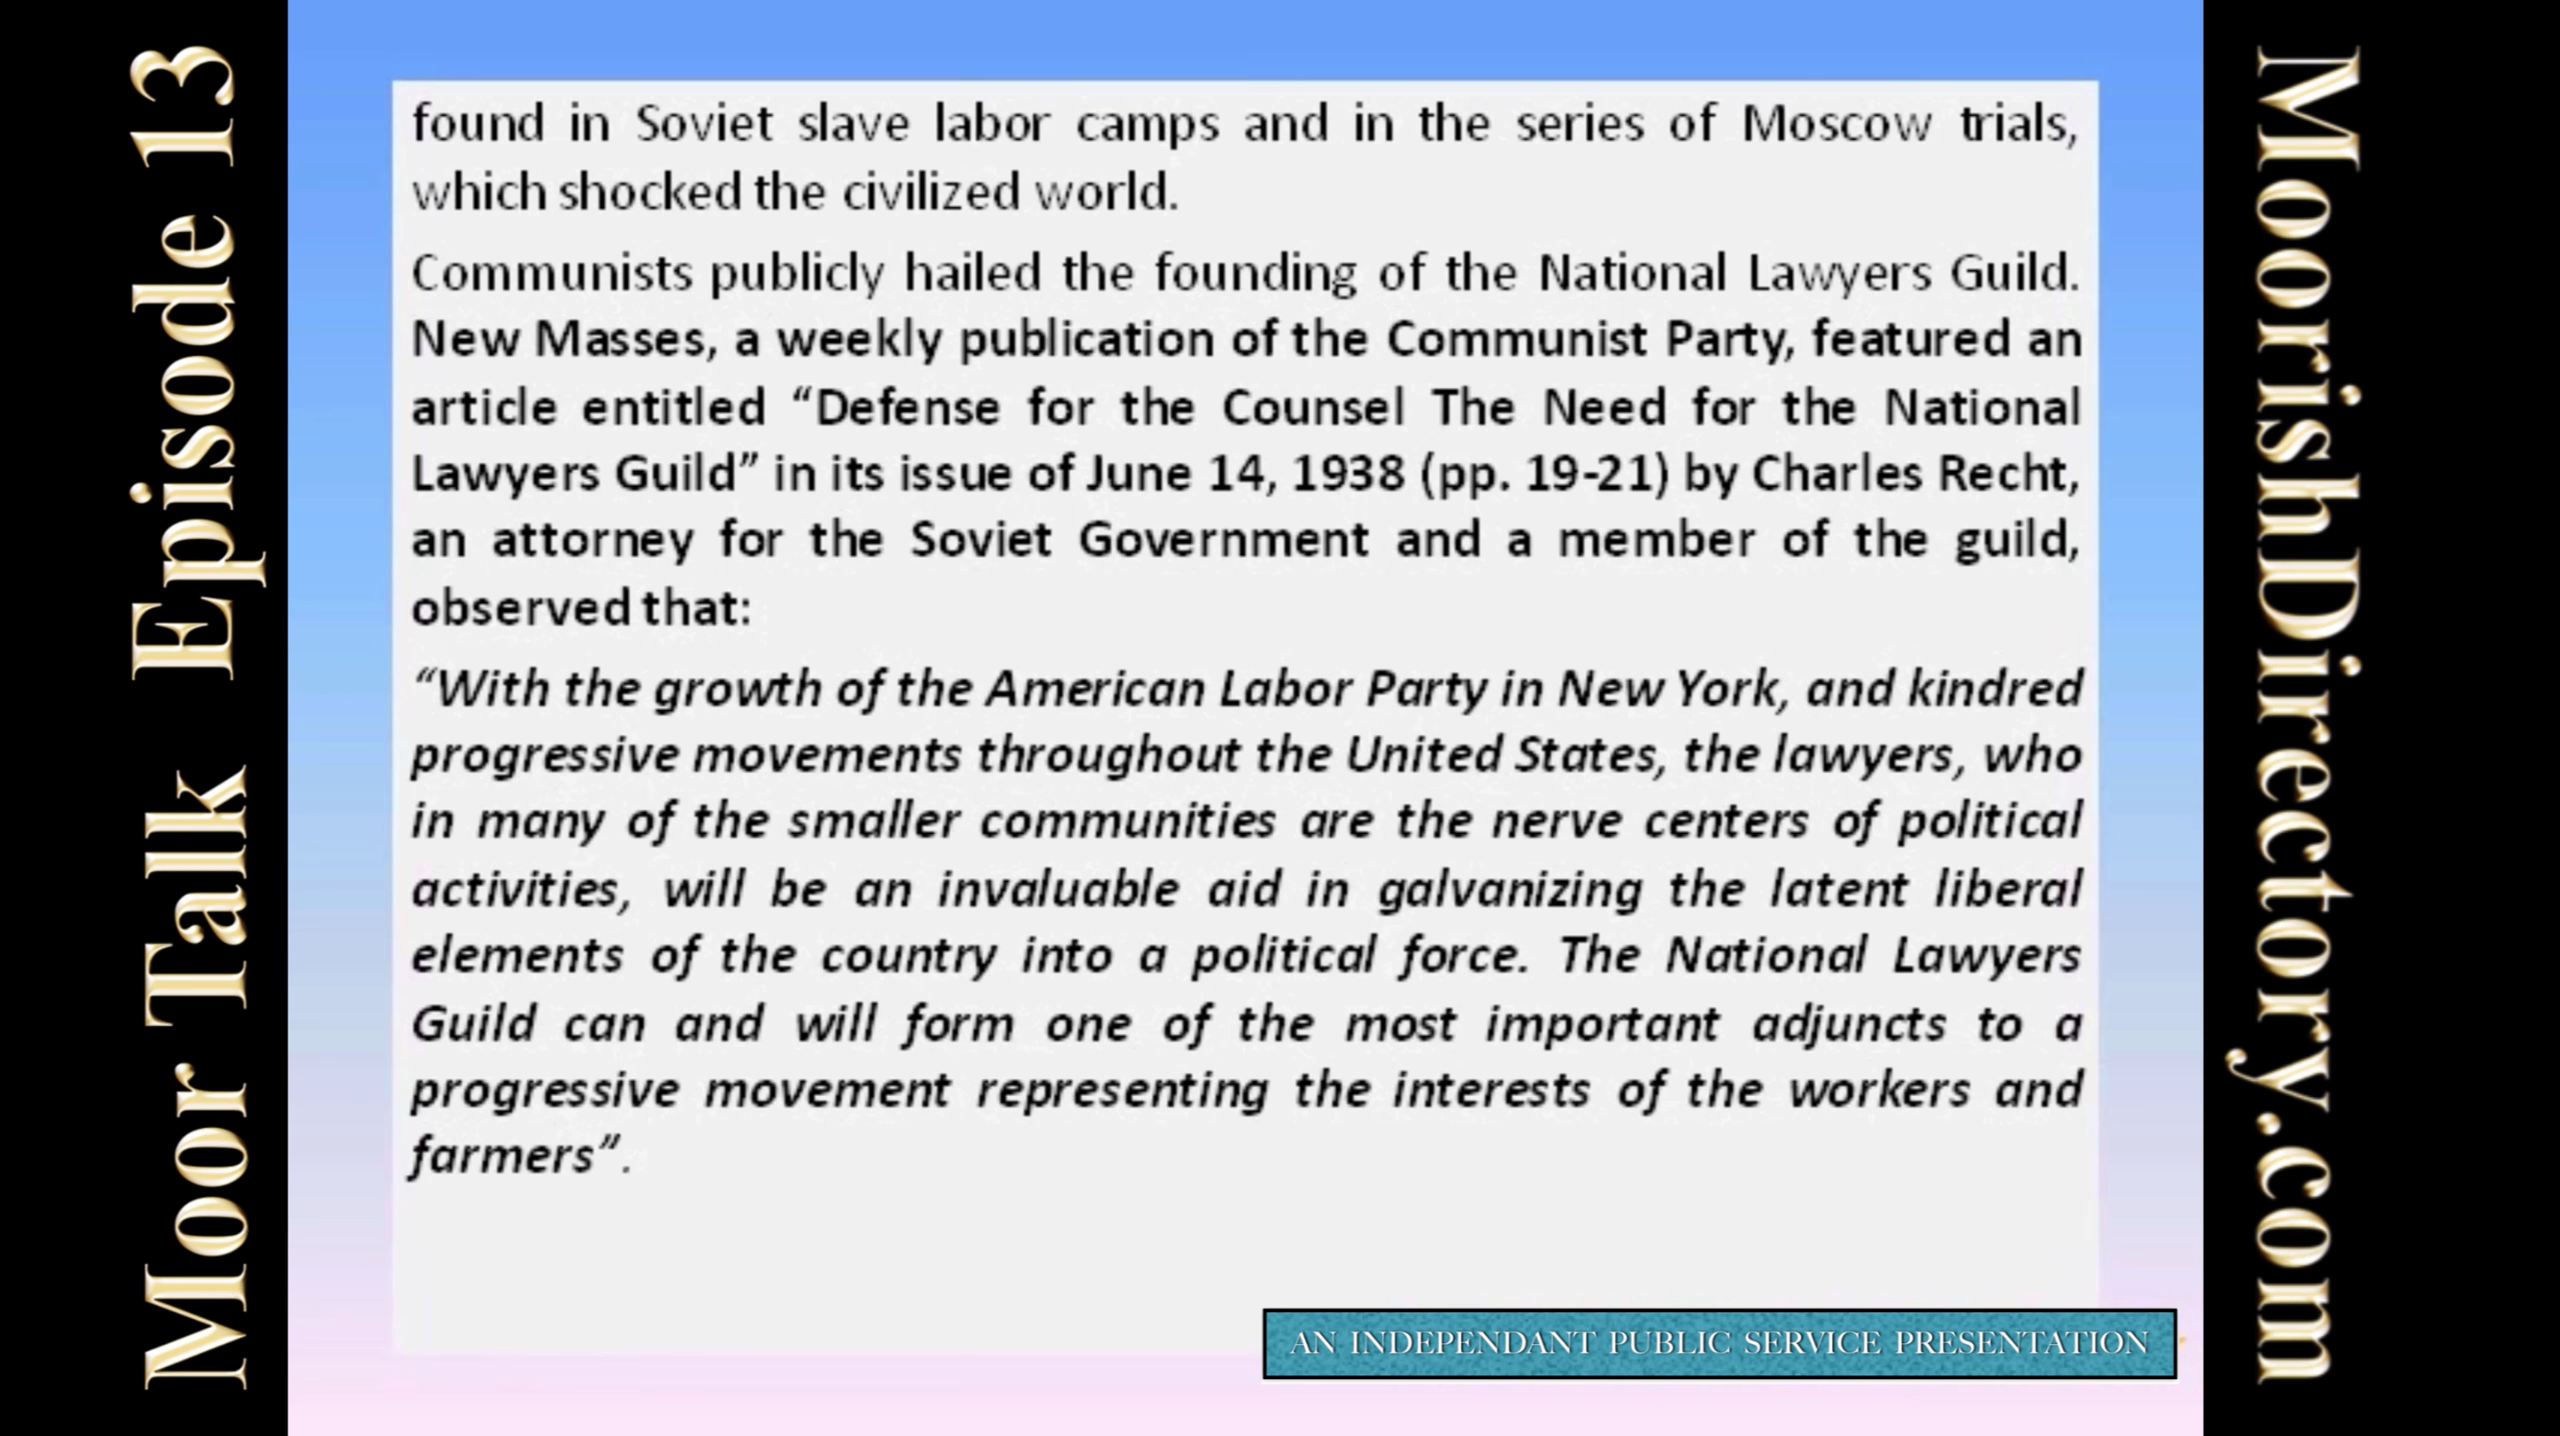 Moor Talk Episode 13
found in Soviet slave labor camps and in the series of Moscow trials,
which shocked the civilized world.
Communists publicly hailed the founding of the National Lawyers Guild.
New Masses, a weekly publication of the Communist Party, featured an
article entitled “Defense for the Counsel The Need for the National
Lawyers Guild” in its issue of June 14, 1938 (pp. 19-21) by Charles Recht,
an attorney for the Soviet Government and a member of the guild,
observed that:
“With the growth of the American Labor Party in New York, and kindred
progressive movements throughout the United States, the lawyers, who
in many of the smaller communities are the nerve centers of political
activities, will be an invaluable aid in galvanizing the latent liberal
elements of the country into a political force. The National Lawyers
Guild can and will form one of the most important adjuncts to a
progressive movement representing the interests of the workers and
farmers”.
AN INDEPENDANT PUBLIC SERVICE PRESENTATION
MoorishDirectory.com